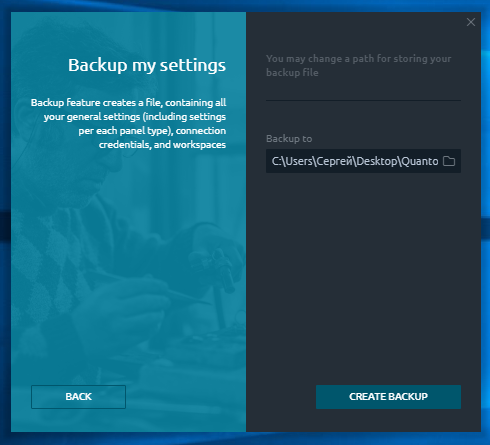 Backup my settings
Backup feature creates a file, containing all
your general settings (including settings
per each panel type), connection
credentials, and workspaces
BACK
You may change a path for storing your
backup file
Backup to
C:\Users\Сергей\Desktop\Quanto
CREATE BACKUP